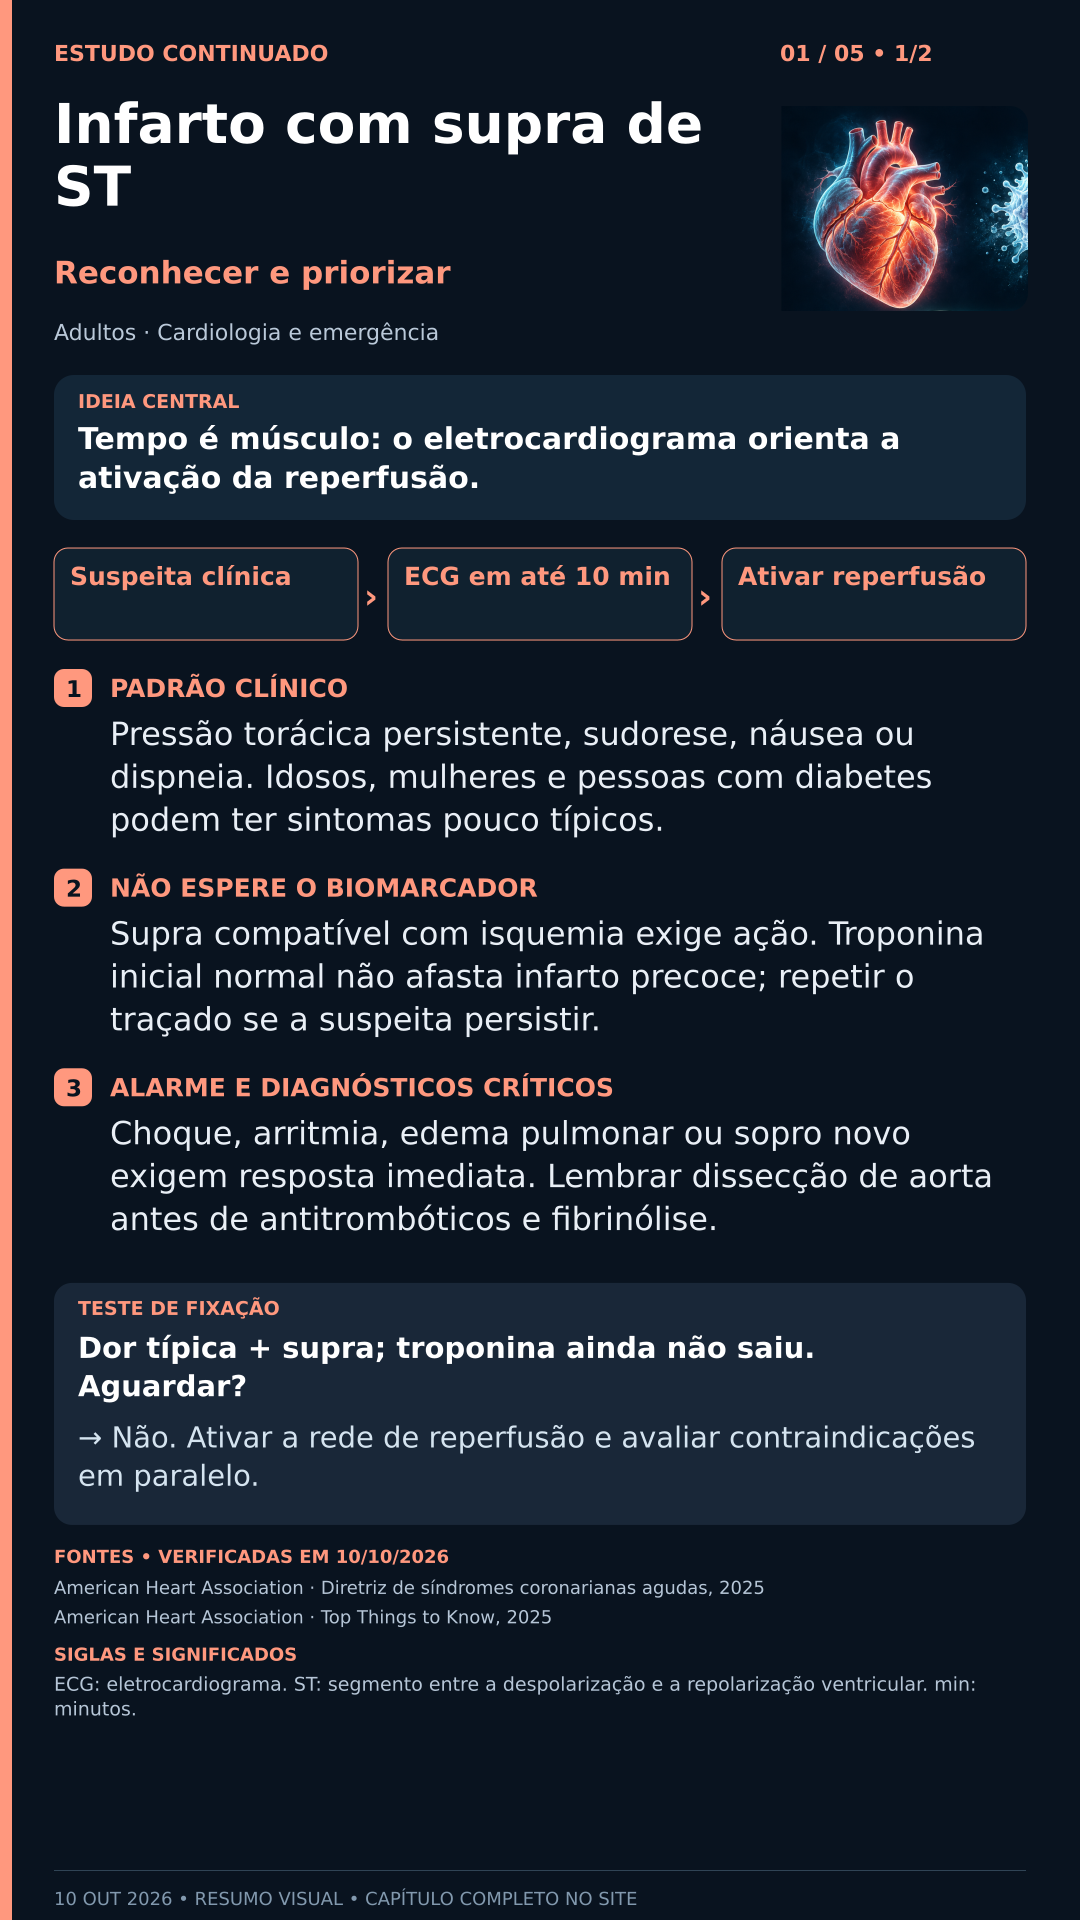 ESTUDO CONTINUADO
01 / 05 • 1/2
Infarto com supra de
ST
Reconhecer e priorizar
Adultos · Cardiologia e emergência
IDEIA CENTRAL
Tempo é músculo: o eletrocardiograma orienta a
ativação da reperfusão.
Suspeita clínica
›
ECG em até 10 min
›
Ativar reperfusão
1 PADRÃO CLÍNICO
Pressão torácica persistente, sudorese, náusea ou
dispneia. Idosos, mulheres e pessoas com diabetes
podem ter sintomas pouco típicos.
2 NÃO ESPERE O BIOMARCADOR
Supra compatível com isquemia exige ação. Troponina
inicial normal não afasta infarto precoce; repetir o
traçado se a suspeita persistir.
3 ALARME E DIAGNÓSTICOS CRÍTICOS
Choque, arritmia, edema pulmonar ou sopro novo
exigem resposta imediata. Lembrar dissecção de aorta
antes de antitrombóticos e fibrinólise.
TESTE DE FIXAÇÃO
Dor típica + supra; troponina ainda não saiu.
Aguardar?
→ Não. Ativar a rede de reperfusão e avaliar contraindicações
em paralelo.
FONTES • VERIFICADAS EM 10/10/2026
American Heart Association · Diretriz de síndromes coronarianas agudas, 2025
American Heart Association · Top Things to Know, 2025
SIGLAS E SIGNIFICADOS
ECG: eletrocardiograma. ST: segmento entre a despolarização e a repolarização ventricular. min:
minutos.
10 OUT 2026 • RESUMO VISUAL • CAPÍTULO COMPLETO NO SITE